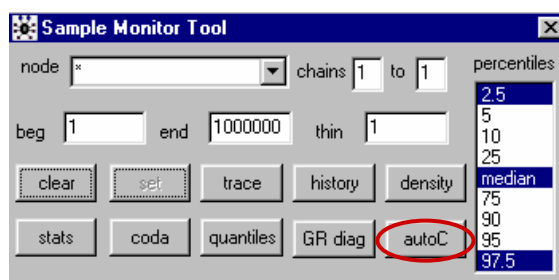 Sample Monitor Tool
node * chains 1 to 1 percentiles
beg 1 end 1000000 thin 1
clear set trace history density
stats coda quantiles GR diag autoC
2.5
5
10
25
median
75
90
95
97.5